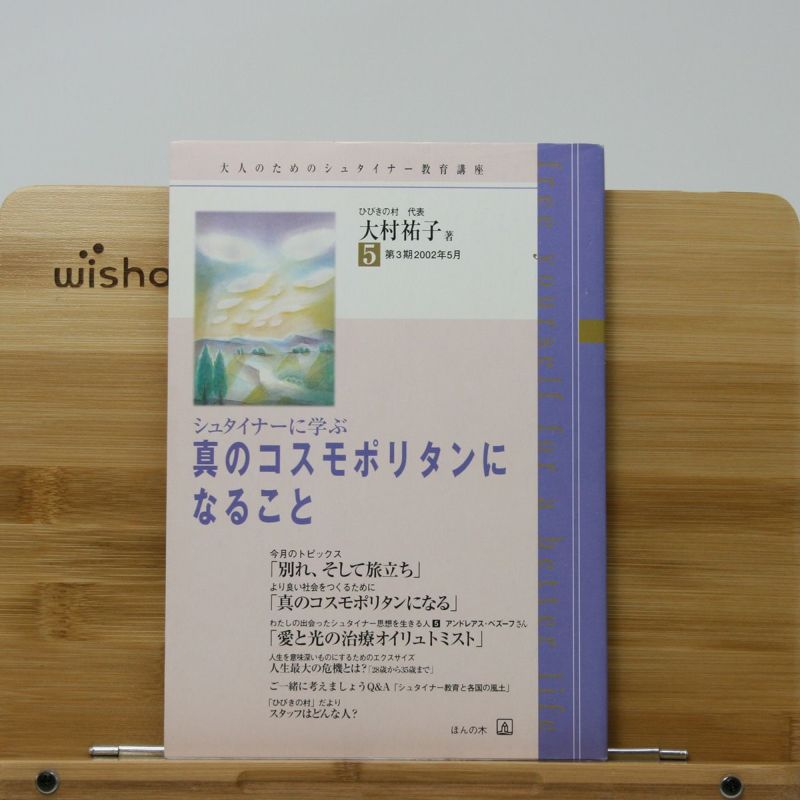 大人のためのシュタイナー教育講座
ひびきの村 代表
大村祐子 著
5 第3期2002年5月
wisho
シュタイナーに学ぶ
真のコスモポリタンに
なること
今月のトピックス
「別れ、そして旅立ち」
より良い社会をつくるために
「真のコスモポリタンになる」
わたしの出会ったシュタイナー思想を生きる人5 アンドレアス・ベズーフさん
「愛と光の治療オイリュトミスト」
人生を意味深いものにするためのエクスサイズ
人生最大の危機とは?「28歳から35歳まで」
ご一緒に考えましょうQ&A「シュタイナー教育と各国の風土」
「ひびきの村」だより
スタッフはどんな人?
ほんの木
free yourself for a better life